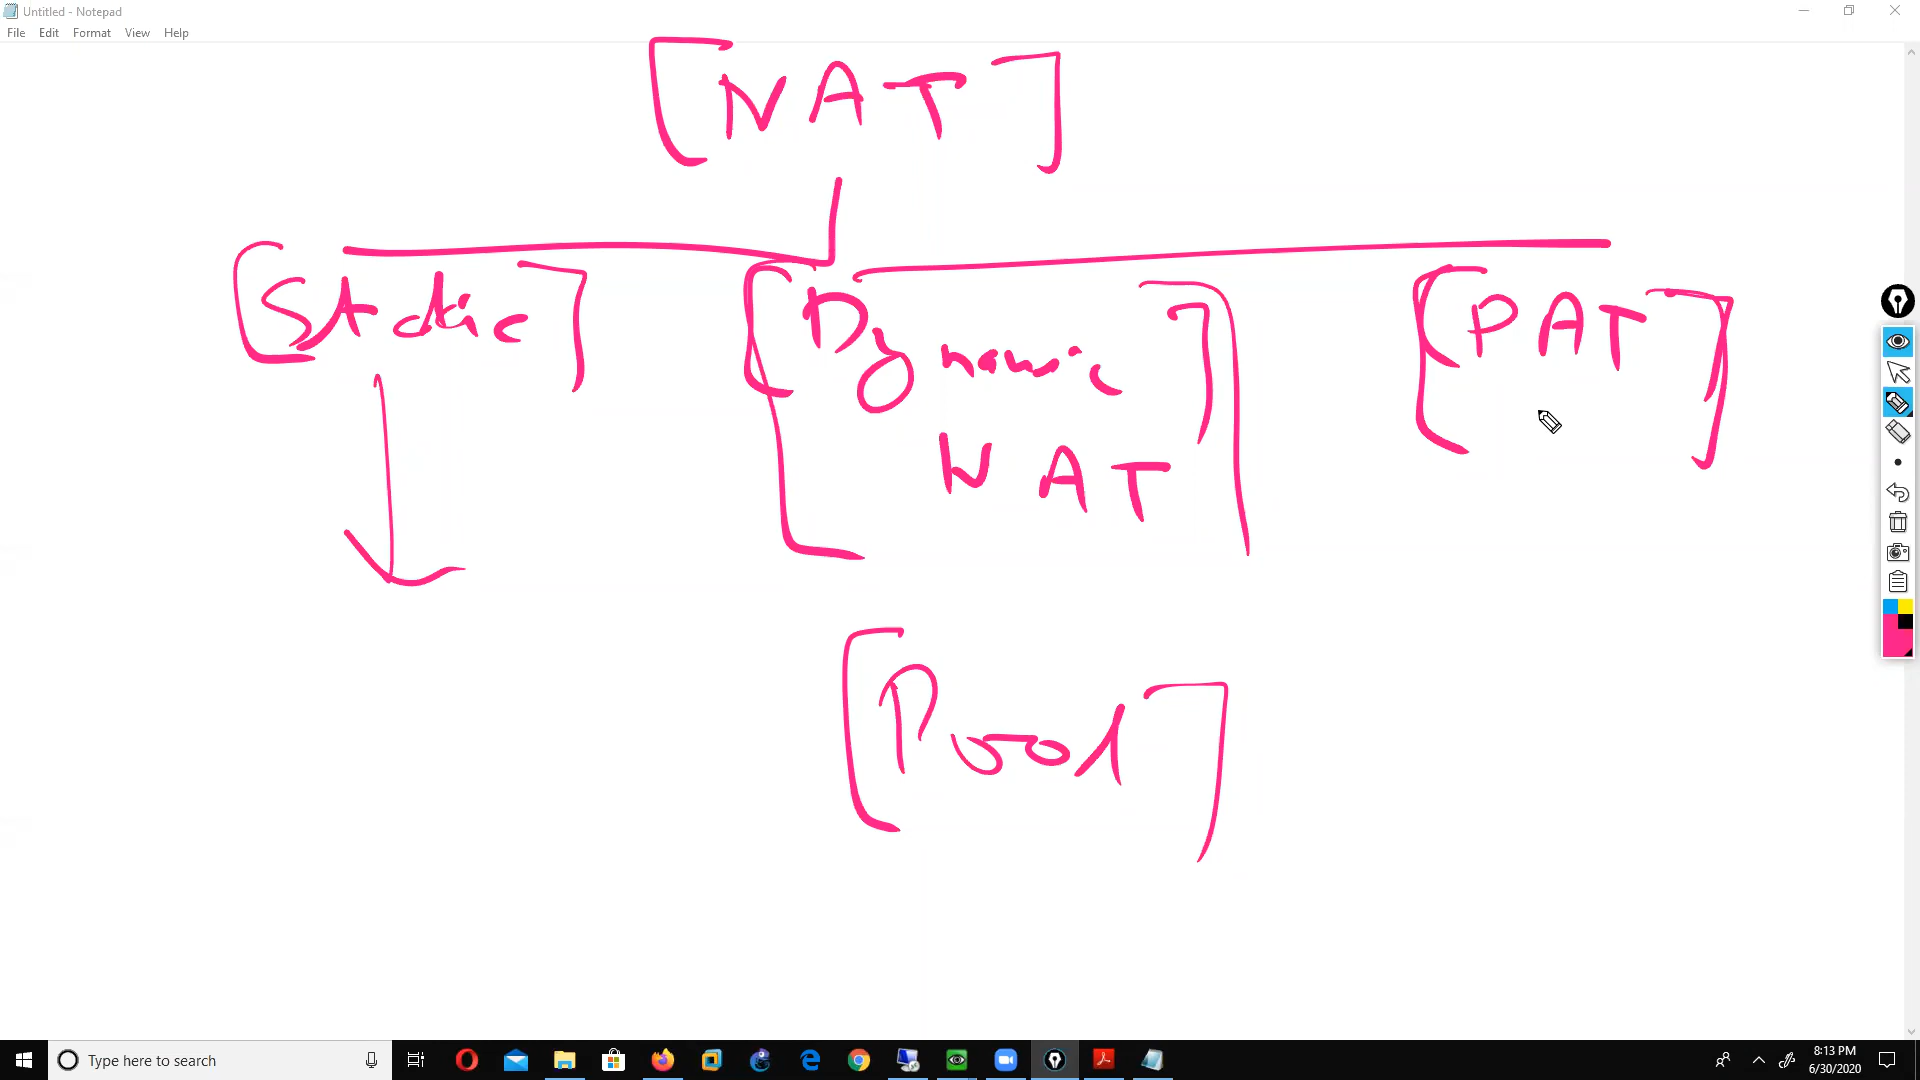 Untitled - Notepad
File Edit Format View Help
[NAT]
[Static]
[Dynamic]
NAT
[PAT]
[Pool]
Type here to search
8:13 PM
6/30/2020